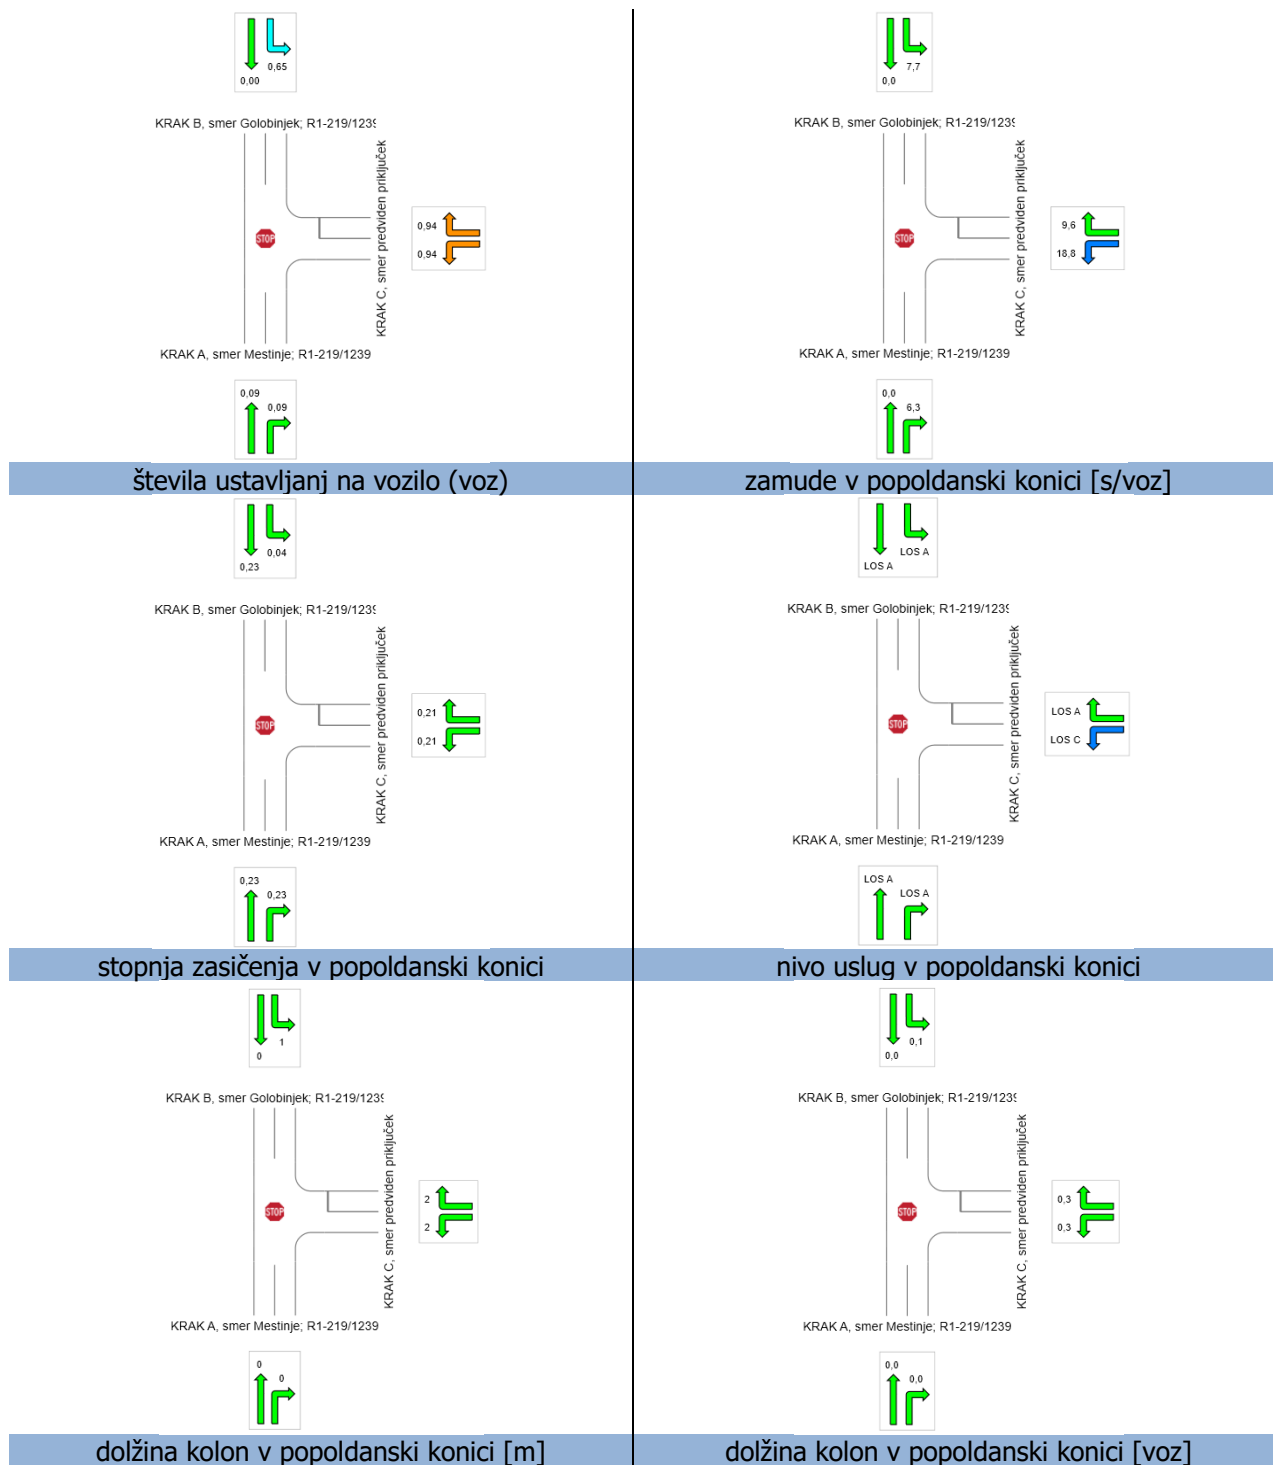 0,00
0,65
KRAK B, smer Golobinjek; R1-219/1239
KRAK C, smer predviden priključek
STOP
0,94
0,94
KRAK A, smer Mestinje; R1-219/1239
0,09
0,09
števila ustavljanj na vozilo (voz)
0,0
7,7
KRAK B, smer Golobinjek; R1-219/1239
KRAK C, smer predviden priključek
STOP
9,6
18,8
KRAK A, smer Mestinje; R1-219/1239
0,0
6,3
zamude v popoldanski konici [s/voz]
0,23
0,04
KRAK B, smer Golobinjek; R1-219/1239
KRAK C, smer predviden priključek
STOP
0,21
0,21
KRAK A, smer Mestinje; R1-219/1239
0,23
0,23
stopnja zasičenja v popoldanski konici
LOS A
LOS A
KRAK B, smer Golobinjek; R1-219/1239
KRAK C, smer predviden priključek
STOP
LOS A
LOS C
KRAK A, smer Mestinje; R1-219/1239
LOS A
LOS A
nivo uslug v popoldanski konici
0
1
KRAK B, smer Golobinjek; R1-219/1239
KRAK C, smer predviden priključek
STOP
2
2
KRAK A, smer Mestinje; R1-219/1239
0
0
dolžina kolon v popoldanski konici [m]
0,0
0,1
KRAK B, smer Golobinjek; R1-219/1239
KRAK C, smer predviden priključek
STOP
0,3
0,3
KRAK A, smer Mestinje; R1-219/1239
0,0
0,0
dolžina kolon v popoldanski konici [voz]